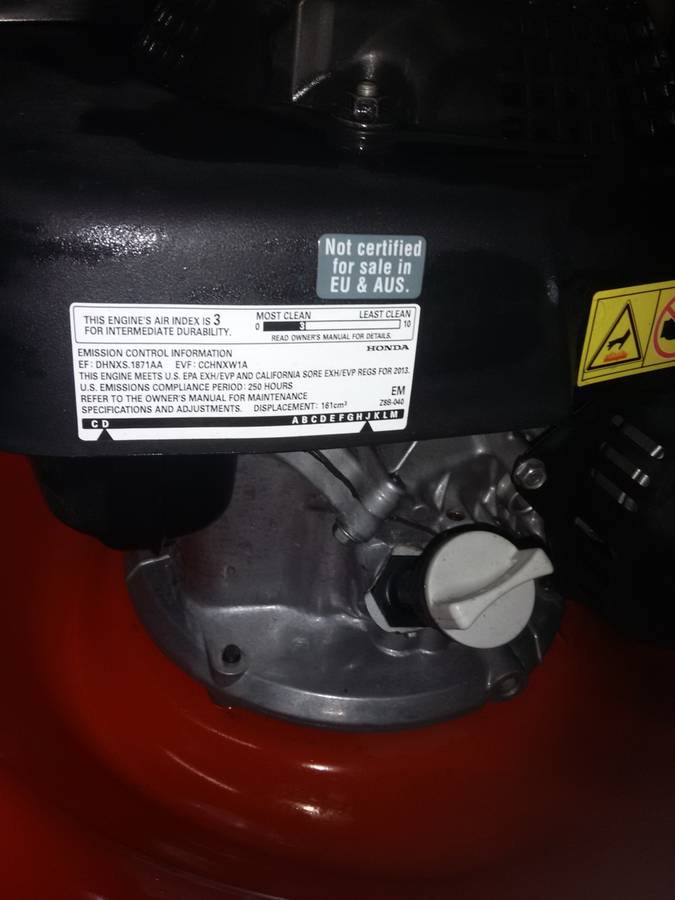 Not certified
for sale in
EU & AUS.
THIS ENGINE'S AIR INDEX IS 3
FOR INTERMEDIATE DURABILITY.
MOST CLEAN LEAST CLEAN
0 3 10
READ OWNER'S MANUAL FOR DETAILS.
HONDA
EMISSION CONTROL INFORMATION
EF: DHNXS.1871AA EVF: CCHNXW1A
THIS ENGINE MEETS U.S. EPA EXH/EVP AND CALIFORNIA SORE EXH/EVP REGS FOR 2013.
U.S. EMISSIONS COMPLIANCE PERIOD: 250 HOURS
REFER TO THE OWNER'S MANUAL FOR MAINTENANCE EM
SPECIFICATIONS AND ADJUSTMENTS. DISPLACEMENT: 161cm³ Z8B-040
C D A B C D E F G H J K L M